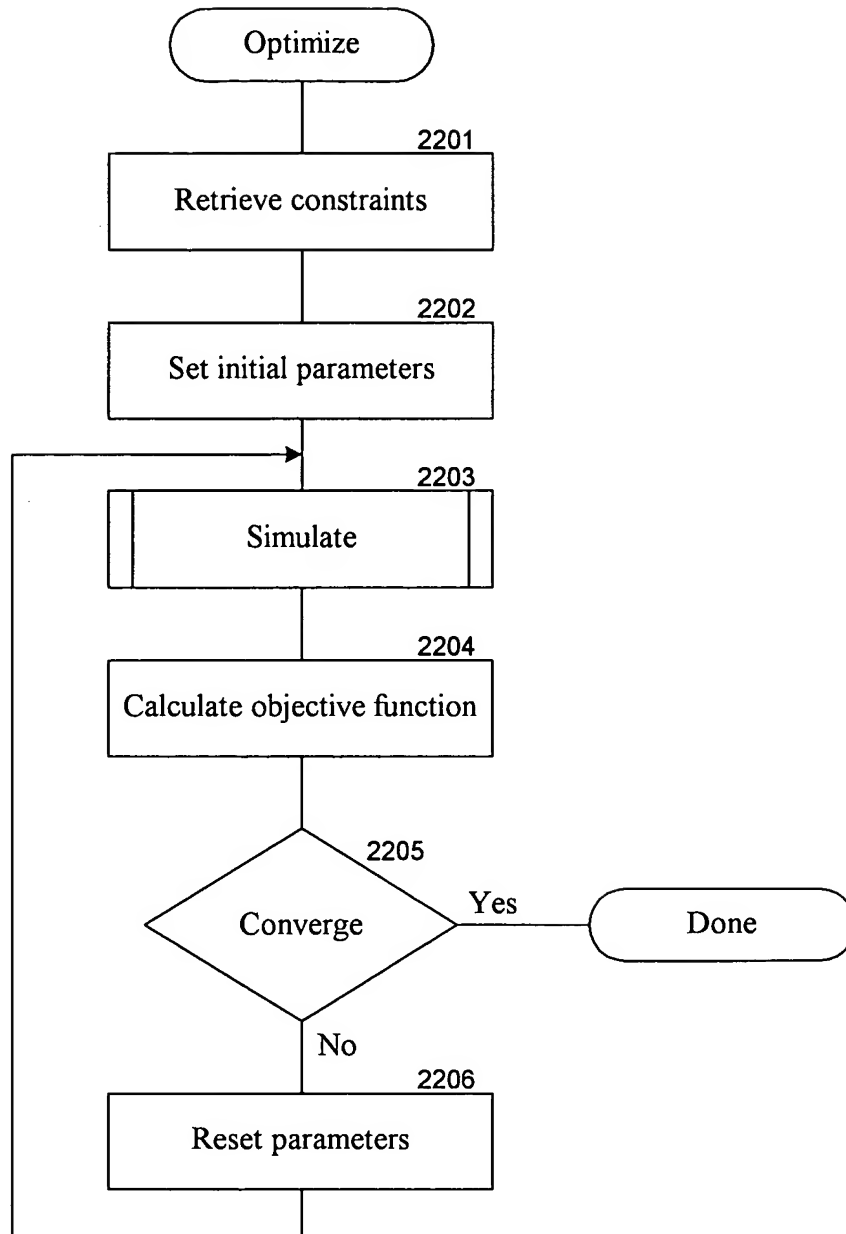 Optimize
2201
Retrieve constraints
2202
Set initial parameters
2203
Simulate
2204
Calculate objective function
2205
Converge
Yes
Done
No
2206
Reset parameters